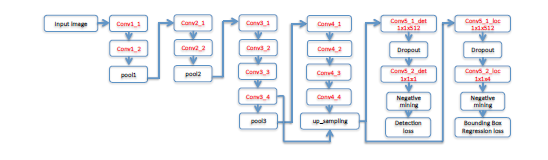 Input image
Conv1_1
Conv1_2
pool1
Conv2_1
Conv2_2
pool2
Conv3_1
Conv3_2
Conv3_3
Conv3_4
pool3
Conv4_1
Conv4_2
Conv4_3
Conv4_4
up_sampling
Conv5_1_det
1x1x512
Dropout
Conv5_2_det
1x1x1
Negative
mining
Detection
loss
Conv5_1_loc
1x1x512
Dropout
Conv5_2_loc
1x1x4
Negative
mining
Bounding Box
Regression loss